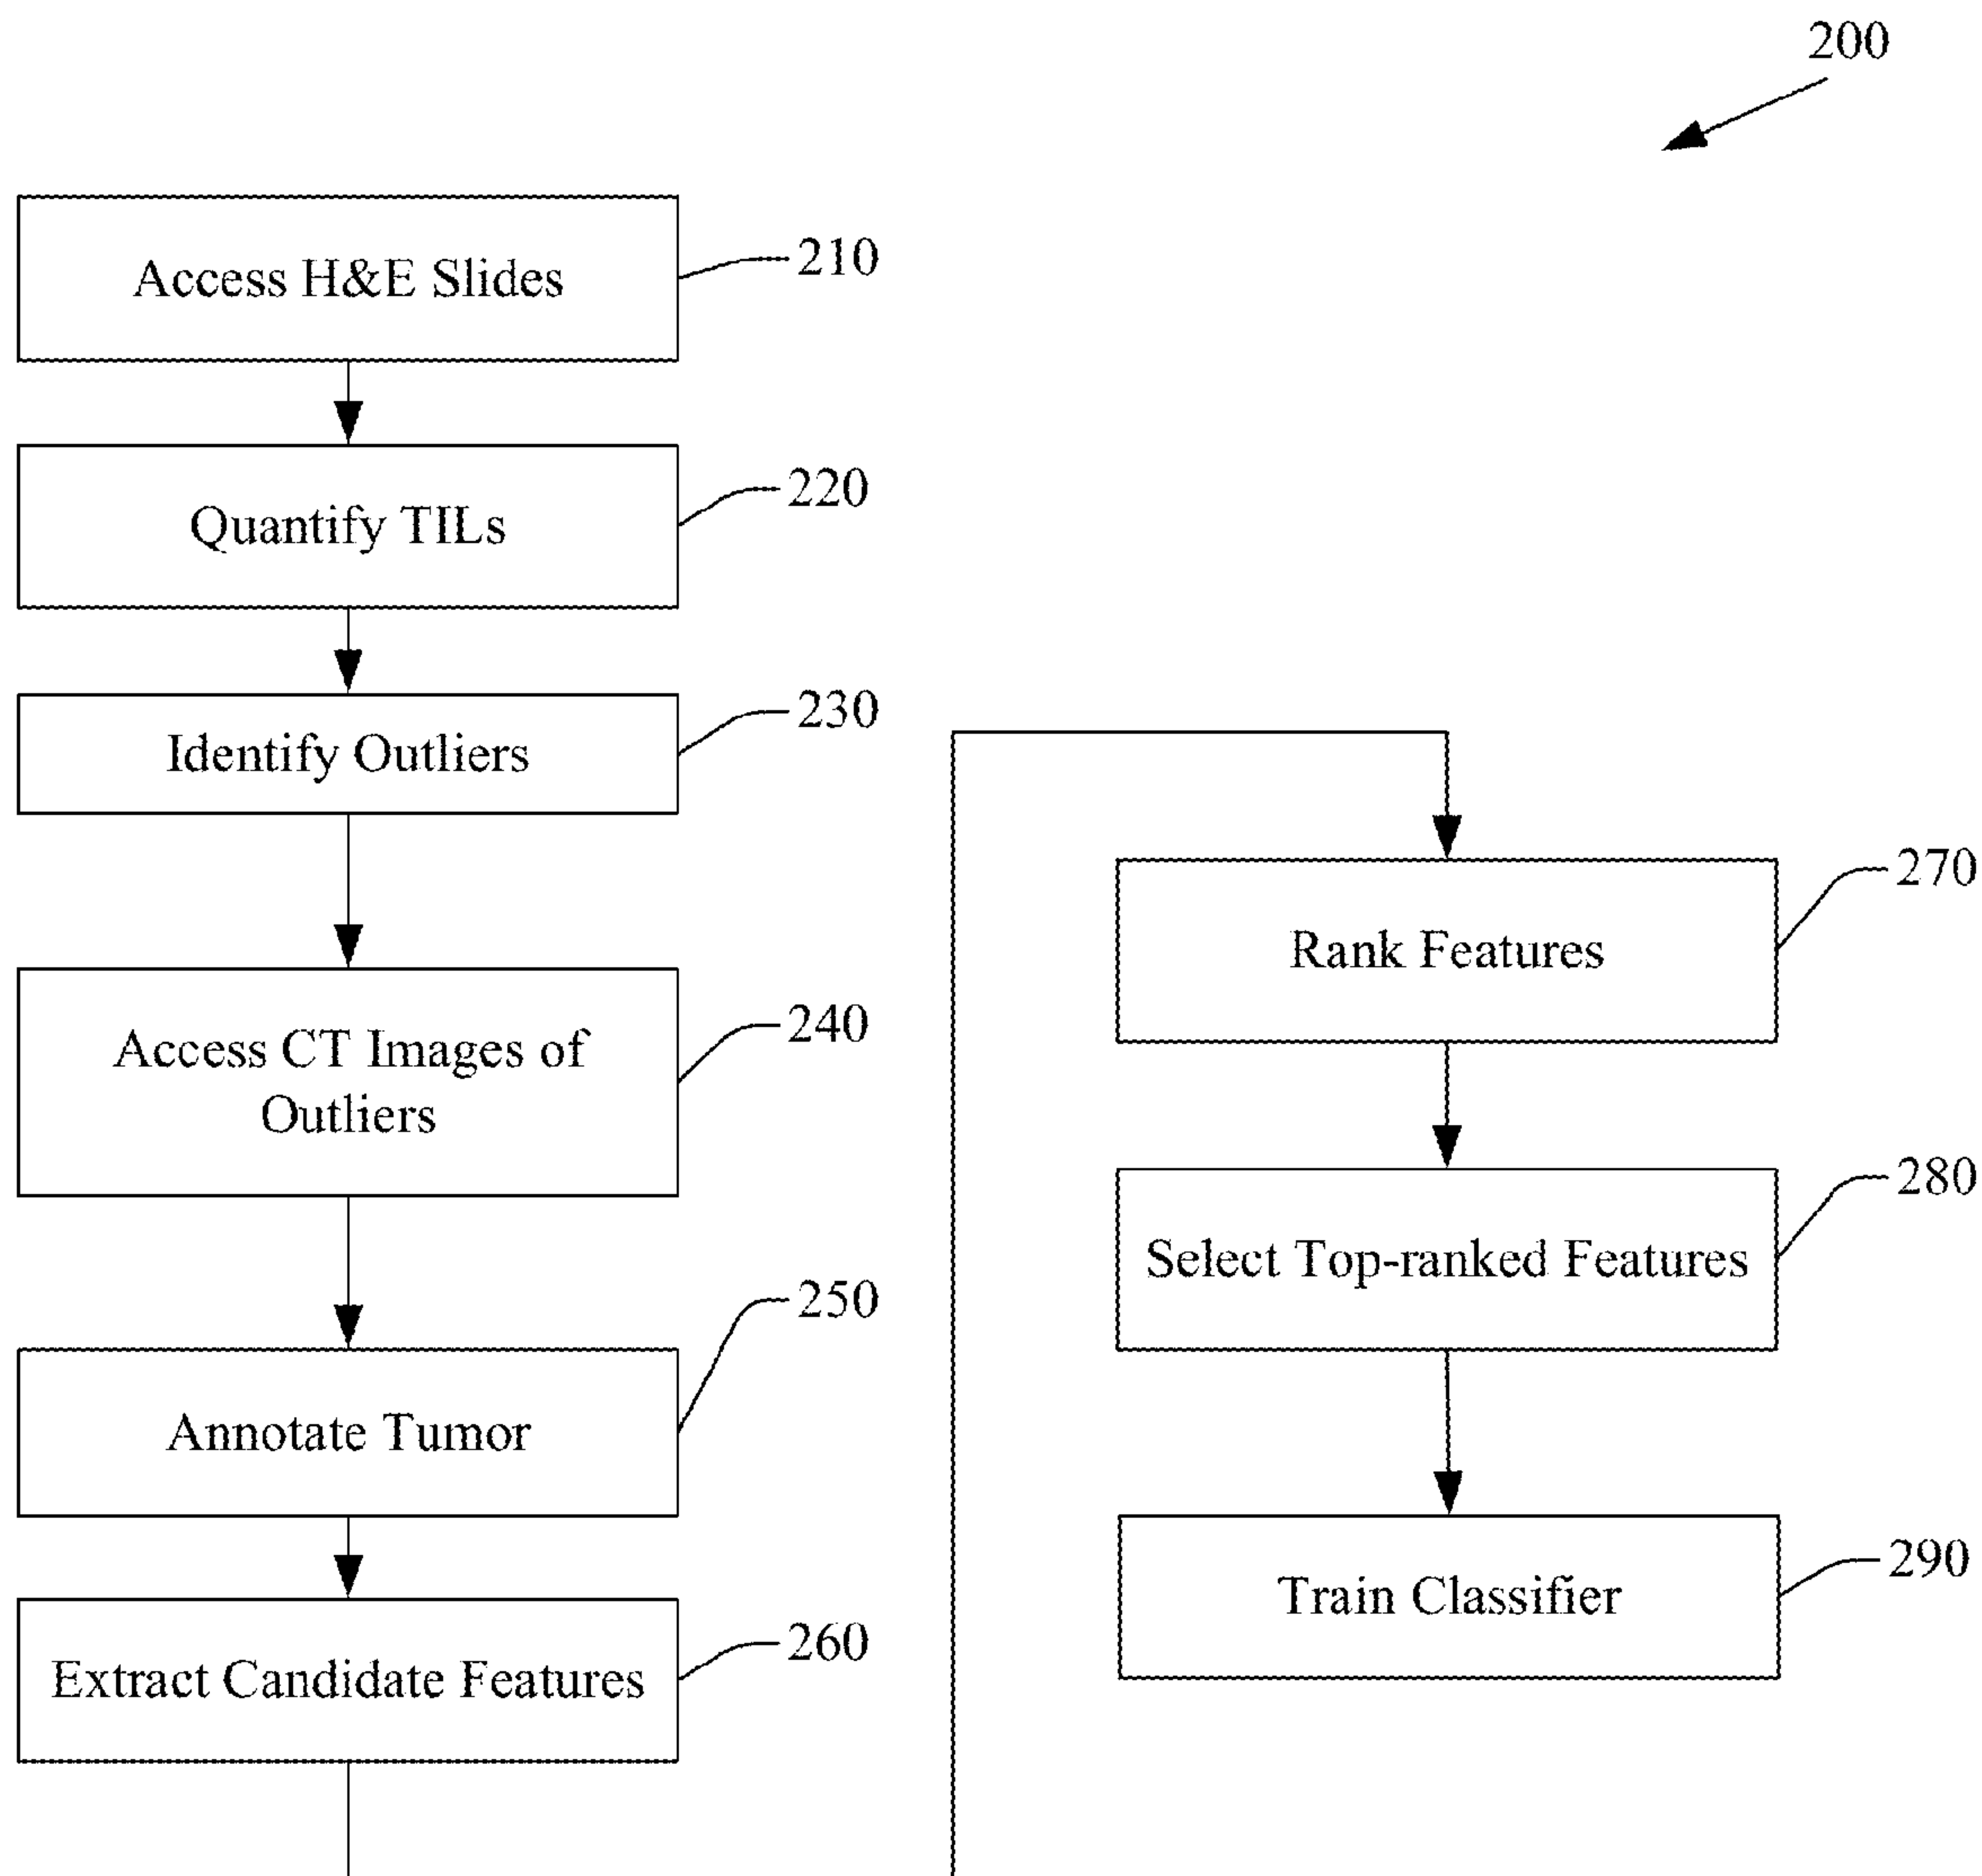 200
Access H&E Slides
210
Quantify TILs
220
Identify Outliers
230
Access CT Images of
Outliers
240
Annotate Tumor
250
Extract Candidate Features
260
Rank Features
270
Select Top-ranked Features
280
Train Classifier
290